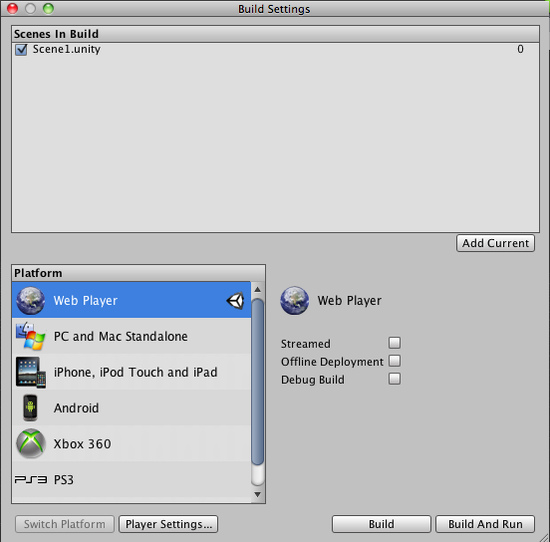 Build Settings
Scenes In Build
Scene1.unity 0
Add Current
Platform
Web Player
PC and Mac Standalone
iPhone, iPod Touch and iPad
Android
Xbox 360
PS3 PS3
Web Player
Streamed
Offline Deployment
Debug Build
Switch Platform
Player Settings...
Build
Build And Run